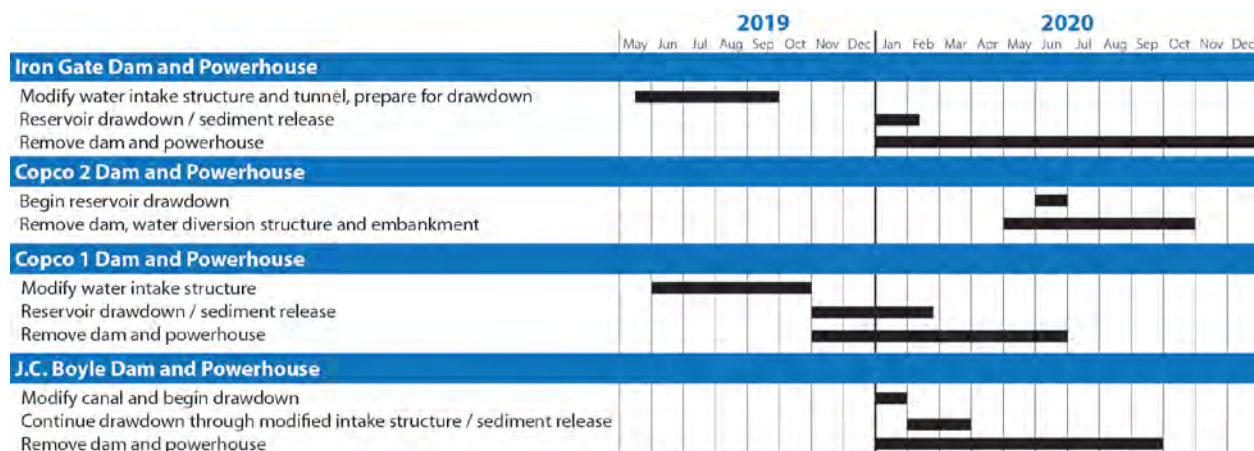 2019 2020
May Jun Jul Aug Sep Oct Nov Dec Jan Feb Mar Apr May Jun Jul Aug Sep Oct Nov Dec
Iron Gate Dam and Powerhouse
Modify water intake structure and tunnel, prepare for drawdown
Reservoir drawdown / sediment release
Remove dam and powerhouse
Copco 2 Dam and Powerhouse
Begin reservoir drawdown
Remove dam, water diversion structure and embankment
Copco 1 Dam and Powerhouse
Modify water intake structure
Reservoir drawdown / sediment release
Remove dam and powerhouse
J.C. Boyle Dam and Powerhouse
Modify canal and begin drawdown
Continue drawdown through modified intake structure / sediment release
Remove dam and powerhouse